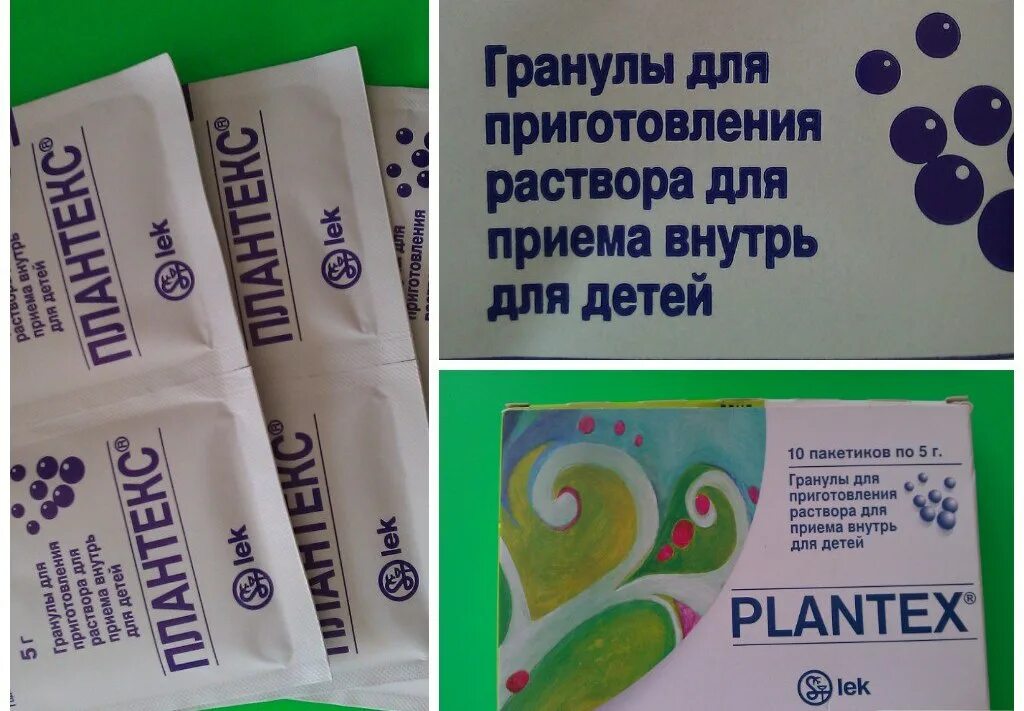 раствора для
приема внутрь
для детей
ПЛАНТЕКС®
lek
ПЛАНТЕКС®
lek
для
приготовления
5 г
Гранулы для
приготовления
раствора для
приема внутрь
для детей
ПЛАНТЕКС®
lek
ПЛАНТЕКС®
lek
Гранулы для
приготовления
раствора для
приема внутрь
для детей
10 пакетиков по 5 г.
Гранулы для
приготовления
раствора для
приема внутрь
для детей
PLANTEX®
lek